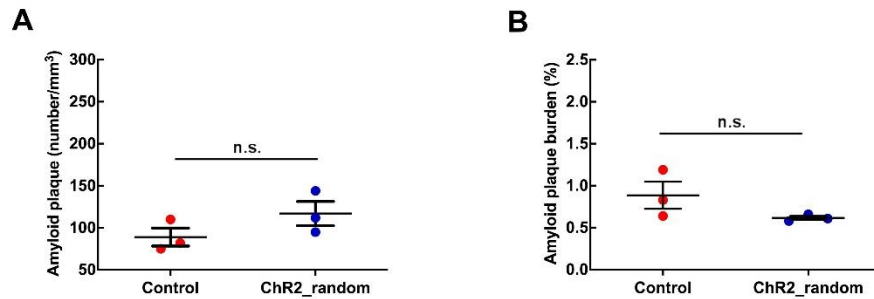 A
Amyloid plaque (number/mm³)
300
250
200
150
100
50
n.s.
Control
ChR2_random
B
Amyloid plaque burden (%)
2.5
2.0
1.5
1.0
0.5
0.0
n.s.
Control
ChR2_random